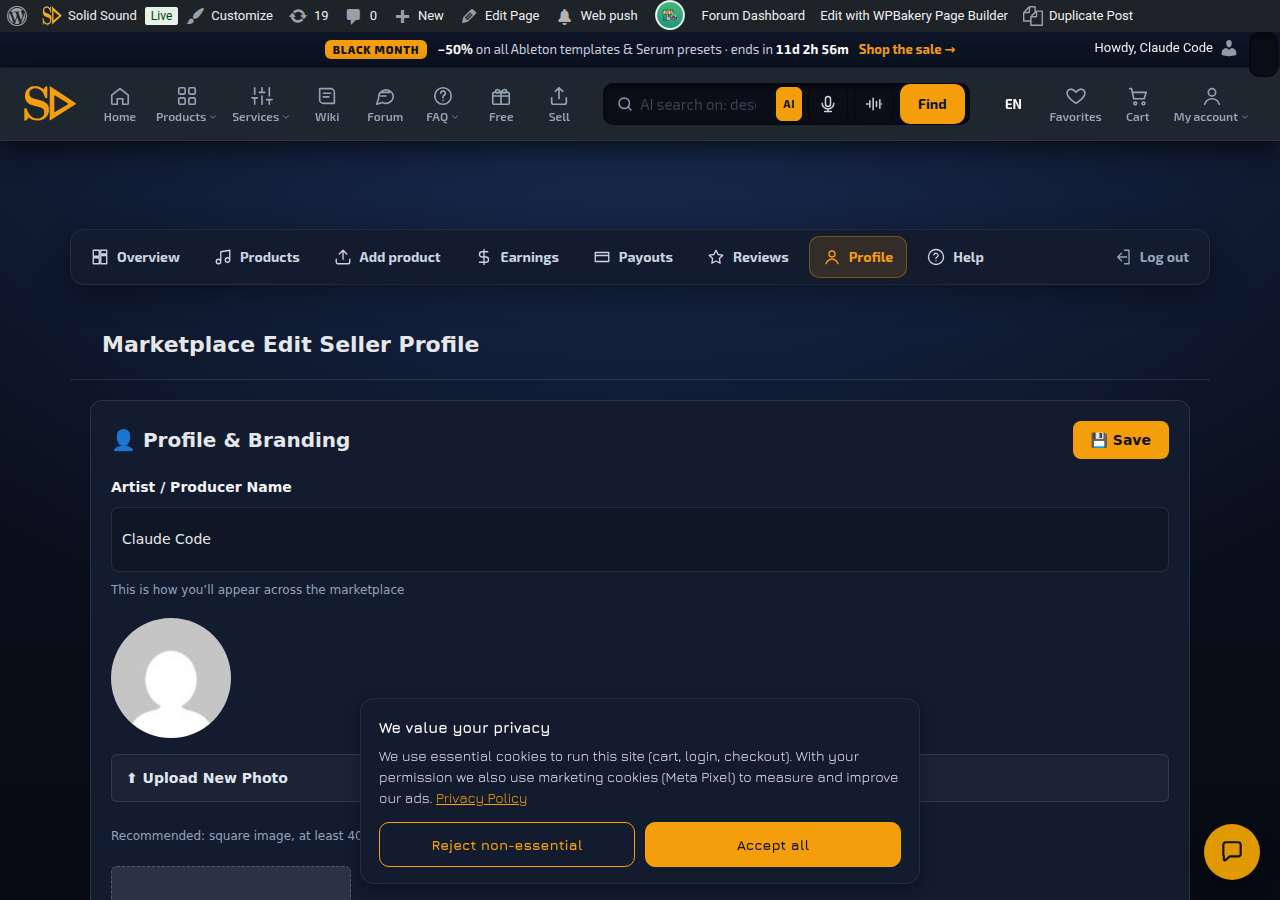 Solid Sound Live Customize 19 0 New Edit Page Web push Forum Dashboard Edit with WPBakery Page Builder Duplicate Post
BLACK MONTH −50% on all Ableton templates & Serum presets · ends in 11d 2h 56m Shop the sale →
Howdy, Claude Code
Home Products Services Wiki Forum FAQ Free Sell
AI search on: des
AI
Find
EN
Favorites Cart My account
Overview Products Add product Earnings Payouts Reviews Profile Help Log out
Marketplace Edit Seller Profile
👤 Profile & Branding
💾 Save
Artist / Producer Name
Claude Code
This is how you’ll appear across the marketplace
⬆ Upload New Photo
Recommended: square image, at least 40
We value your privacy
We use essential cookies to run this site (cart, login, checkout). With your
permission we also use marketing cookies (Meta Pixel) to measure and improve
our ads. Privacy Policy
Reject non-essential
Accept all